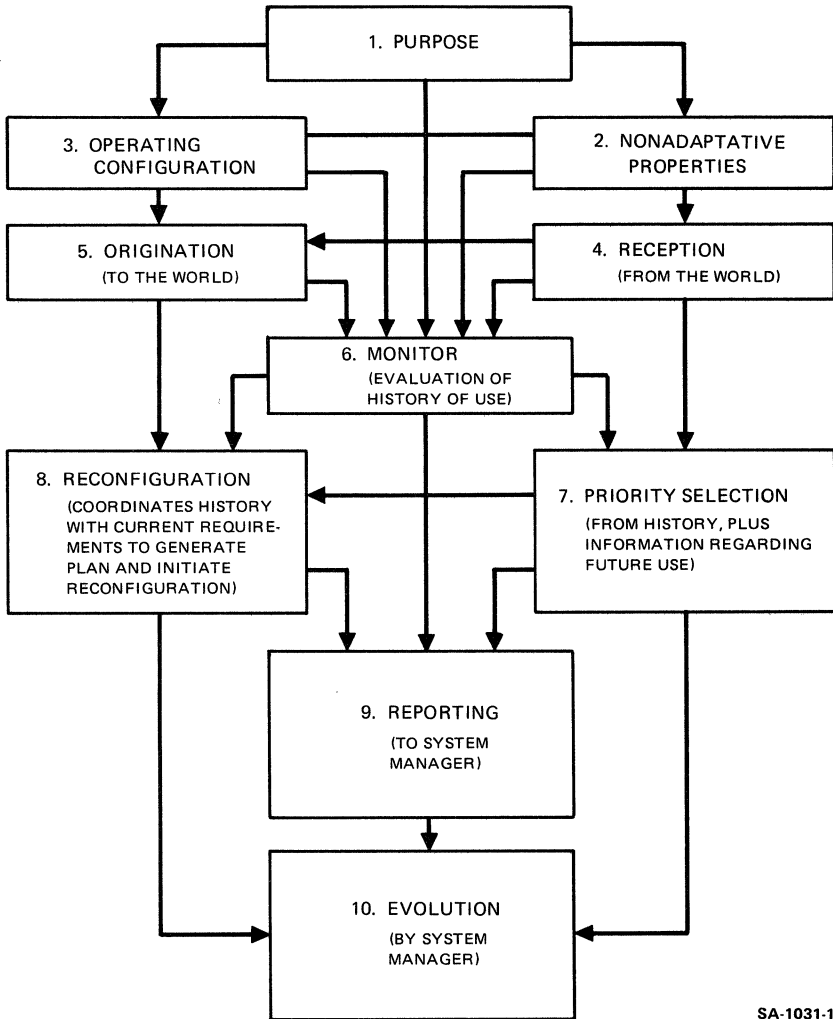 1. PURPOSE
3. OPERATING
CONFIGURATION
2. NONADAPTATIVE
PROPERTIES
5. ORIGINATION
(TO THE WORLD)
4. RECEPTION
(FROM THE WORLD)
6. MONITOR
(EVALUATION OF
HISTORY OF USE)
8. RECONFIGURATION
(COORDINATES HISTORY
WITH CURRENT REQUIRE-
MENTS TO GENERATE
PLAN AND INITIATE
RECONFIGURATION)
7. PRIORITY SELECTION
(FROM HISTORY, PLUS
INFORMATION REGARDING
FUTURE USE)
9. REPORTING
(TO SYSTEM
MANAGER)
10. EVOLUTION
(BY SYSTEM
MANAGER)
SA-1031-1